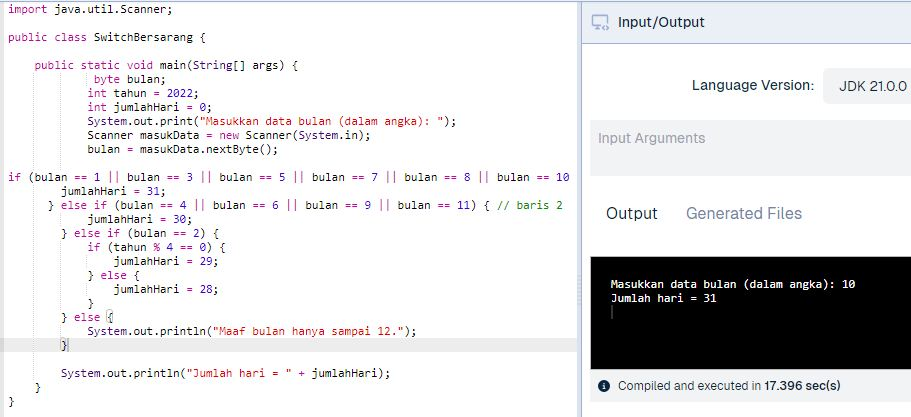 import java.util.Scanner;
public class SwitchBersarang {
public static void main(String[] args) {
byte bulan;
int tahun = 2022;
int jumlahHari = 0;
System.out.print("Masukkan data bulan (dalam angka): ");
Scanner masukData = new Scanner(System.in);
bulan = masukData.nextByte();
if (bulan == 1 || bulan == 3 || bulan == 5 || bulan == 7 || bulan == 8 || bulan == 10
jumlahHari = 31;
} else if (bulan == 4 || bulan == 6 || bulan == 9 || bulan == 11) { // baris 2
jumlahHari = 30;
} else if (bulan == 2) {
if (tahun % 4 == 0) {
jumlahHari = 29;
} else {
jumlahHari = 28;
}
} else {
System.out.println("Maaf bulan hanya sampai 12.");
}
System.out.println("Jumlah hari = " + jumlahHari);
}
}
Input/Output
Language Version: JDK 21.0.0
Input Arguments
Output Generated Files
Masukkan data bulan (dalam angka): 10
Jumlah hari = 31
Compiled and executed in 17.396 sec(s)